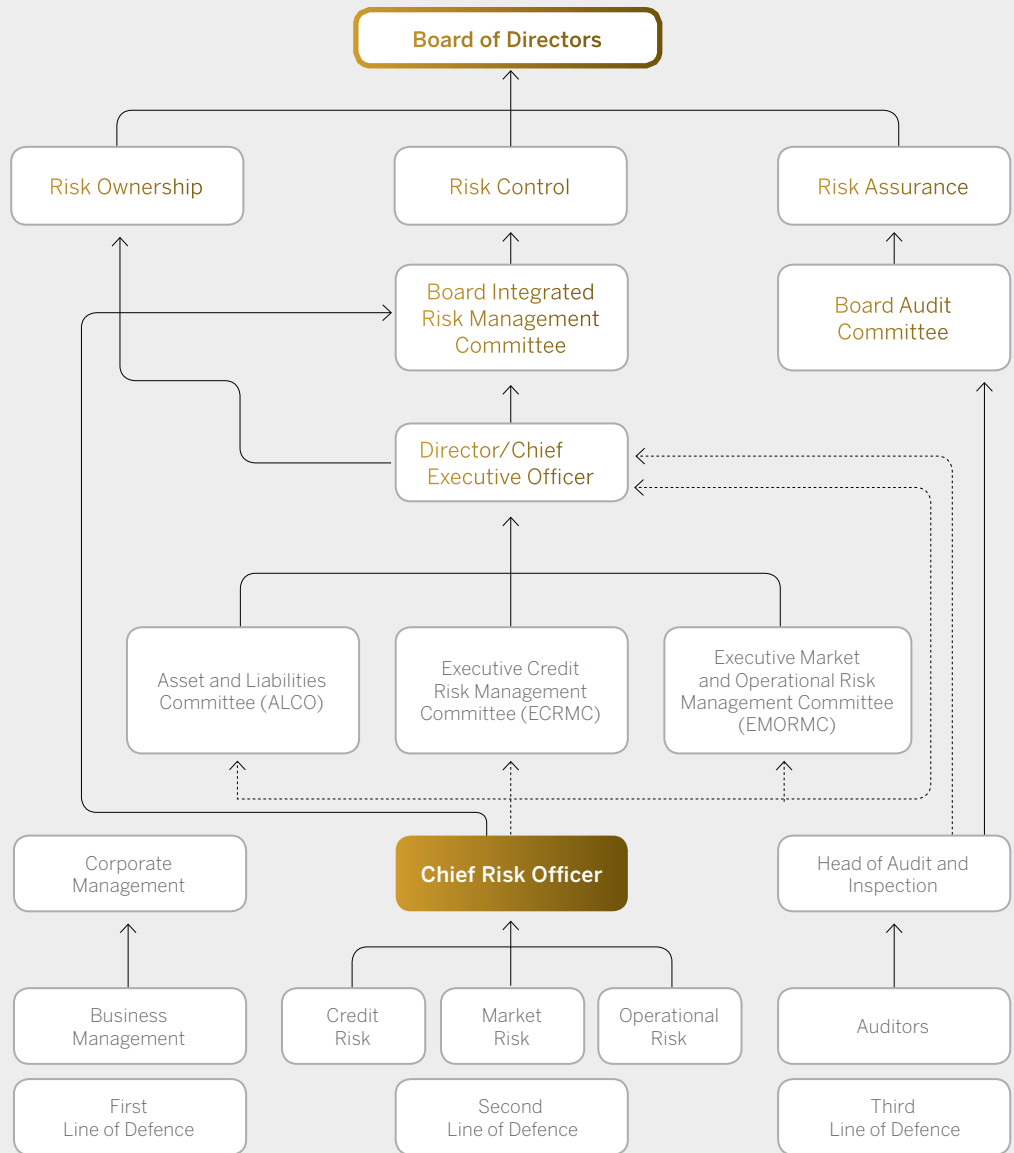 Board of Directors
Risk Ownership
Risk Control
Risk Assurance
Board Integrated
Risk Management
Committee
Board Audit
Committee
Director/Chief
Executive Officer
Asset and Liabilities
Committee (ALCO)
Executive Credit
Risk Management
Committee (ECRMC)
Executive Market
and Operational Risk
Management Committee
(EMORMC)
Corporate
Management
Chief Risk Officer
Head of Audit and
Inspection
Business
Management
Credit
Risk
Market
Risk
Operational
Risk
Auditors
First
Line of Defence
Second
Line of Defence
Third
Line of Defence